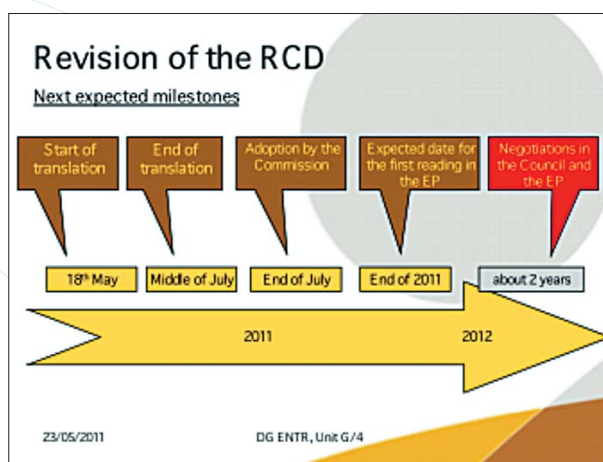 Revision of the RCD
Next expected milestones
Start of
translation
End of
translation
Adoption by the
Commission
Expected date for
the first reading in
the EP
Negotiations in
the Council and
the EP
18th May
Middle of July
End of July
End of 2011
about 2 years
2011
2012
23/05/2011
DG ENTR, Unit G/4